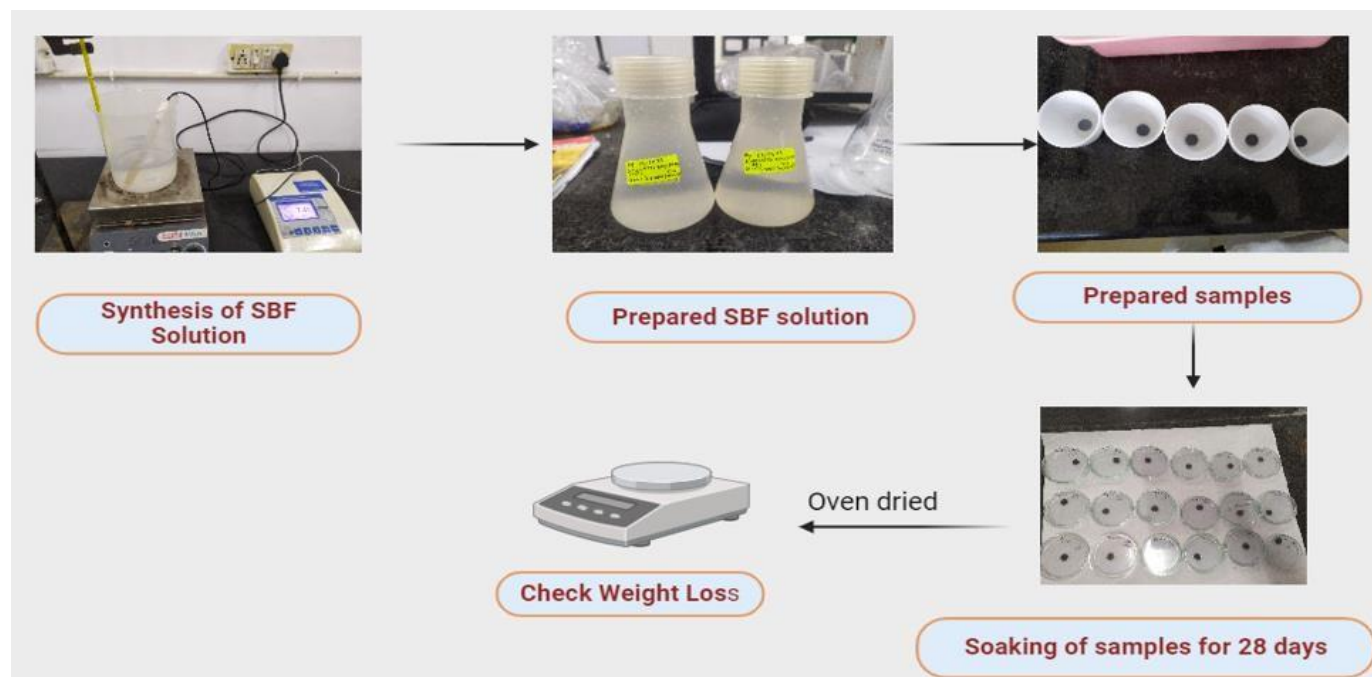 Synthesis of SBF
Solution
Prepared SBF solution
Prepared samples
Soaking of samples for 28 days
Oven dried
Check Weight Loss